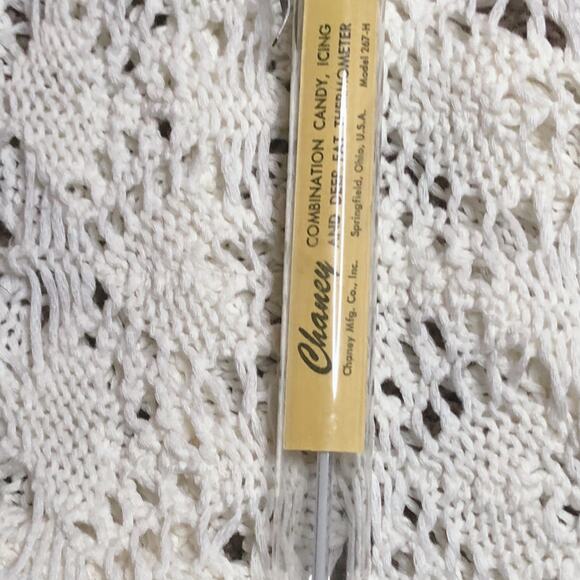 Chaney
COMBINATION CANDY, ICING
AND DEEP FAT THERMOMETER
Chaney Mfg. Co., Inc. Springfield, Ohio, U.S.A. Model 267-H